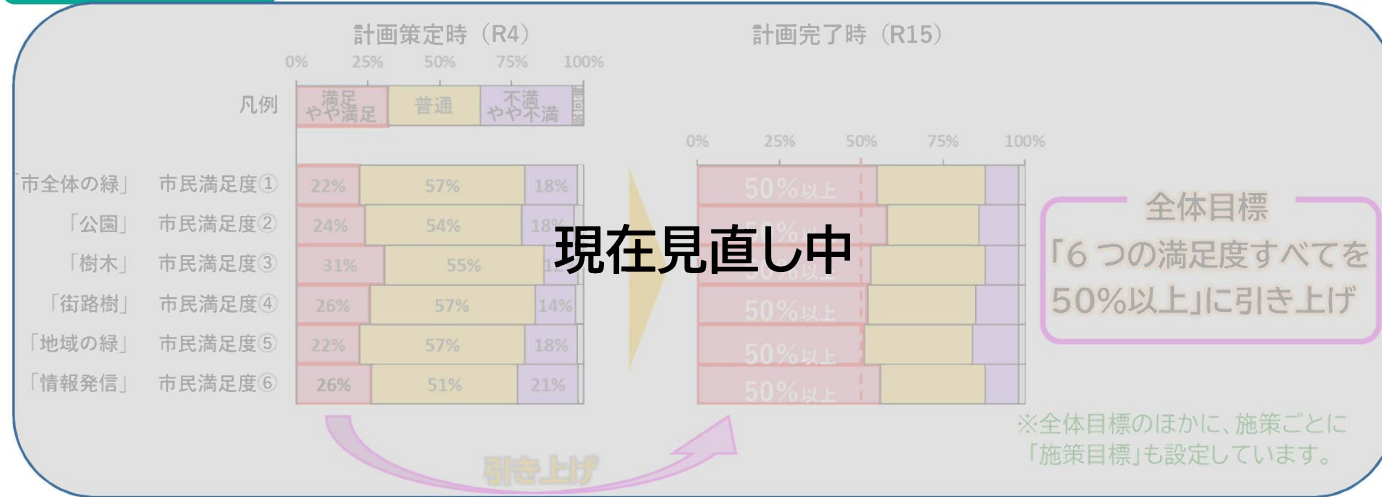 計画策定時（R4）
計画完了時（R15）
0% 25% 50% 75% 100%
凡例
満足
やや満足
普通
不満
やや不満
0% 25% 50% 75% 100%
「市全体の緑」 市民満足度① 22% 57% 18% 50%以上
「公園」 市民満足度② 24% 54% 18%
「樹木」 市民満足度③ 31% 55%
「街路樹」 市民満足度④ 26% 57% 14% 50%以上
「地域の緑」 市民満足度⑤ 22% 57% 18% 50%以上
「情報発信」 市民満足度⑥ 26% 51% 21% 50%以上
現在見直し中
全体目標
「6つの満足度すべてを
50%以上」に引き上げ
引き上げ
※全体目標のほかに、施策ごとに
「施策目標」も設定しています。